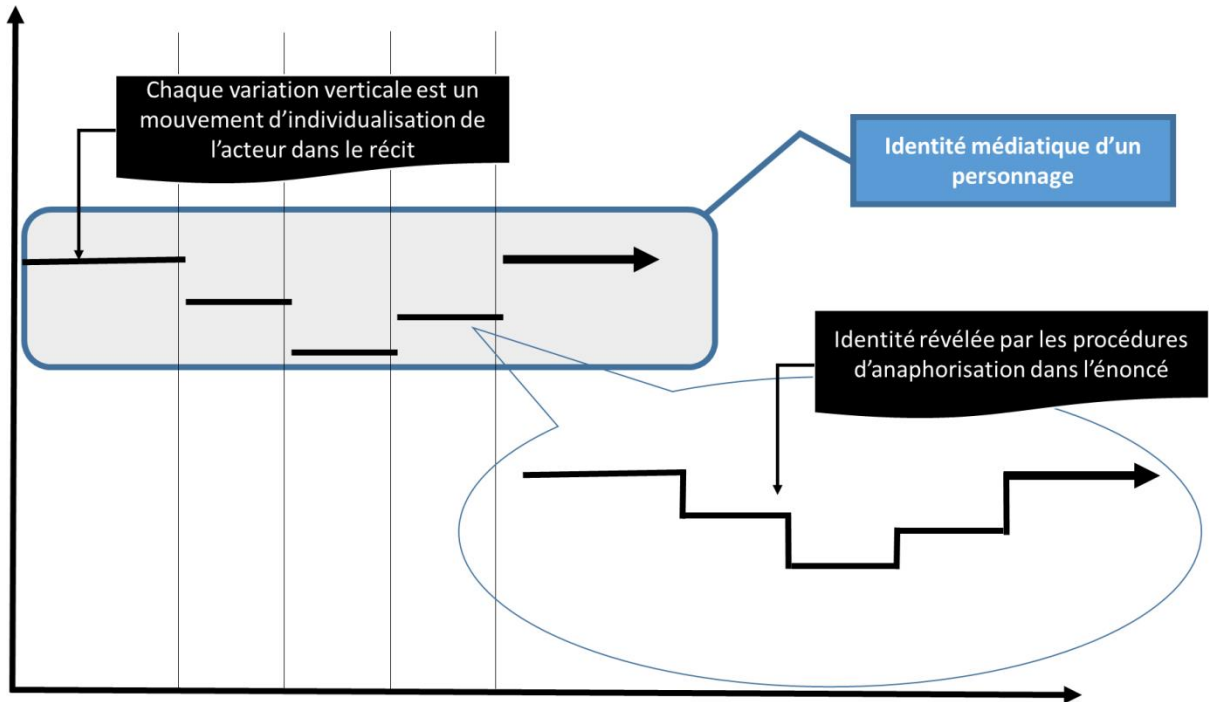 Chaque variation verticale est un
mouvement d’individualisation de
l’acteur dans le récit
Identité médiatique d’un
personnage
Identité révélée par les procédures
d’anaphorisation dans l’énoncé